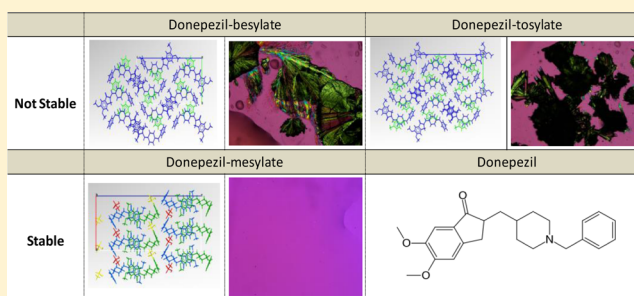 Donepezil-besylate
Donepezil-tosylate
Not Stable
Donepezil-mesylate
Donepezil
Stable
O
O
O
N